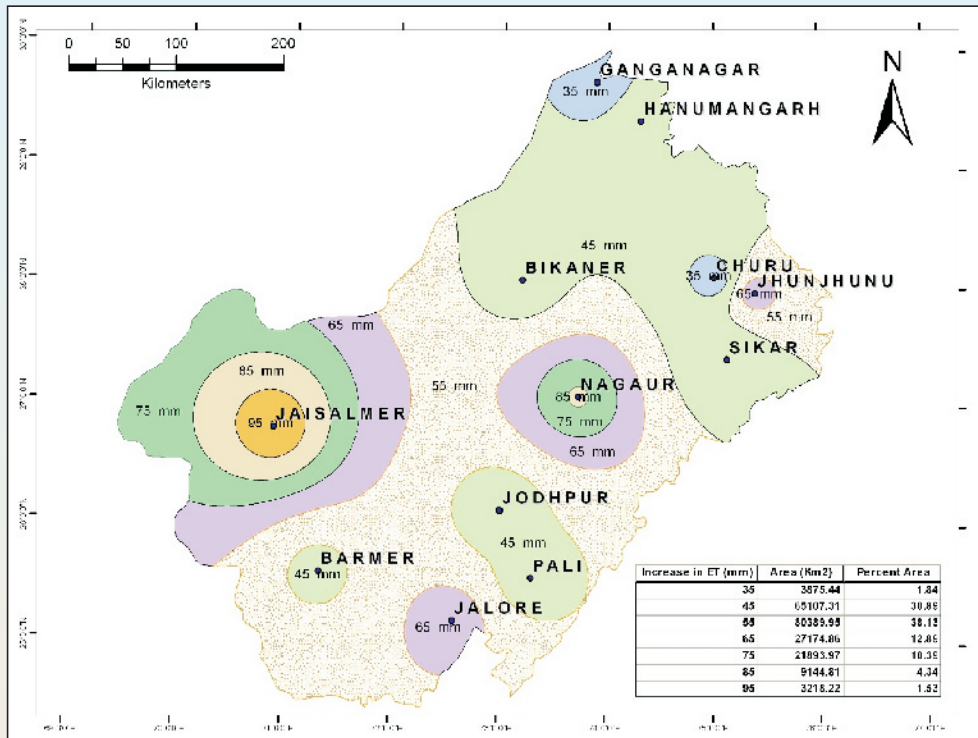 0 50 100 200
Kilometers
N
GANGANAGAR
35 mm
HANUMANGARH
45 mm
BIKANER
35 mm
CHURU
JHUNJHUNU
65 mm
55 mm
SIKAR
65 mm
55 mm
85 mm
NAGAUR
85 mm
75 mm
75 mm
95 mm
JAISALMER
65 mm
JODHPUR
45 mm
BARMER
45 mm
PALI
JALORE
65 mm
Increase in ET (mm) Area (Km2) Percent Area
35 3875.44 1.84
45 65107.31 30.89
55 80389.95 38.13
65 27174.86 12.89
75 21893.97 10.39
85 9144.81 4.34
95 3218.22 1.53